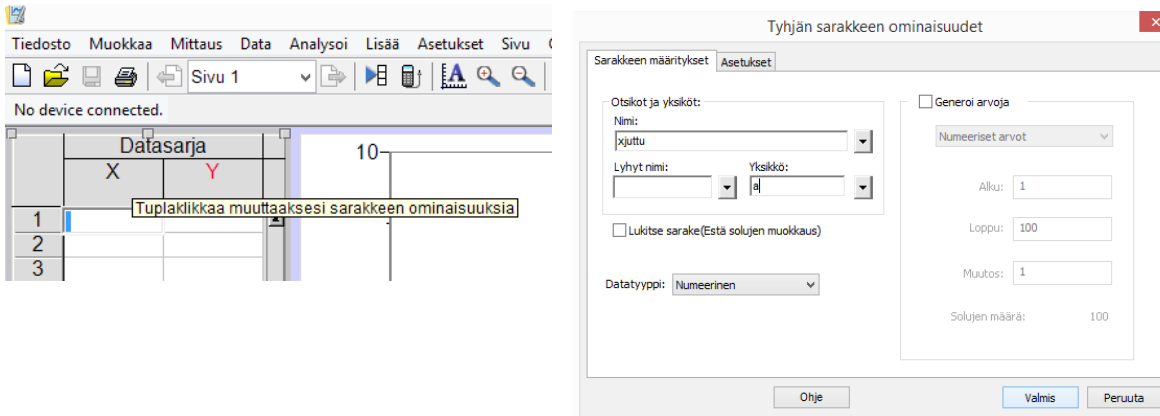 Tiedosto Muokkaa Mittaus Data Analysoi Lisää Asetukset Sivu
Sivu 1
No device connected.
Datasarja
X Y
Tuplaklikkaa muuttaaksesi sarakkeen ominaisuuksia
1
2
3
10
Tyhjän sarakkeen ominaisuudet
Sarakkeen määritykset Asetukset
Otsikot ja yksiköt:
Nimi:
xjuttu
Lyhyt nimi: Yksikkö:
a
Lukitse sarake(Estä solujen muokkaus)
Datatyyppi: Numeerinen
Generoi arvoja
Numeeriset arvot
Alku: 1
Loppu: 100
Muutos: 1
Solujen määrä: 100
Ohje Valmis Peruuta